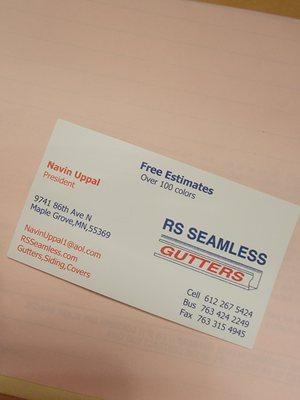 Navin Uppal
President
9741 86th Ave N
Maple Grove,MN,55369
NavinUppal1@aol.com
RSSeamless.com
Gutters,Siding,Covers
Free Estimates
Over 100 colors
RS SEAMLESS
GUTTERS
Cell 612 267 5424
Bus 763 424 2249
Fax 763 315 4945